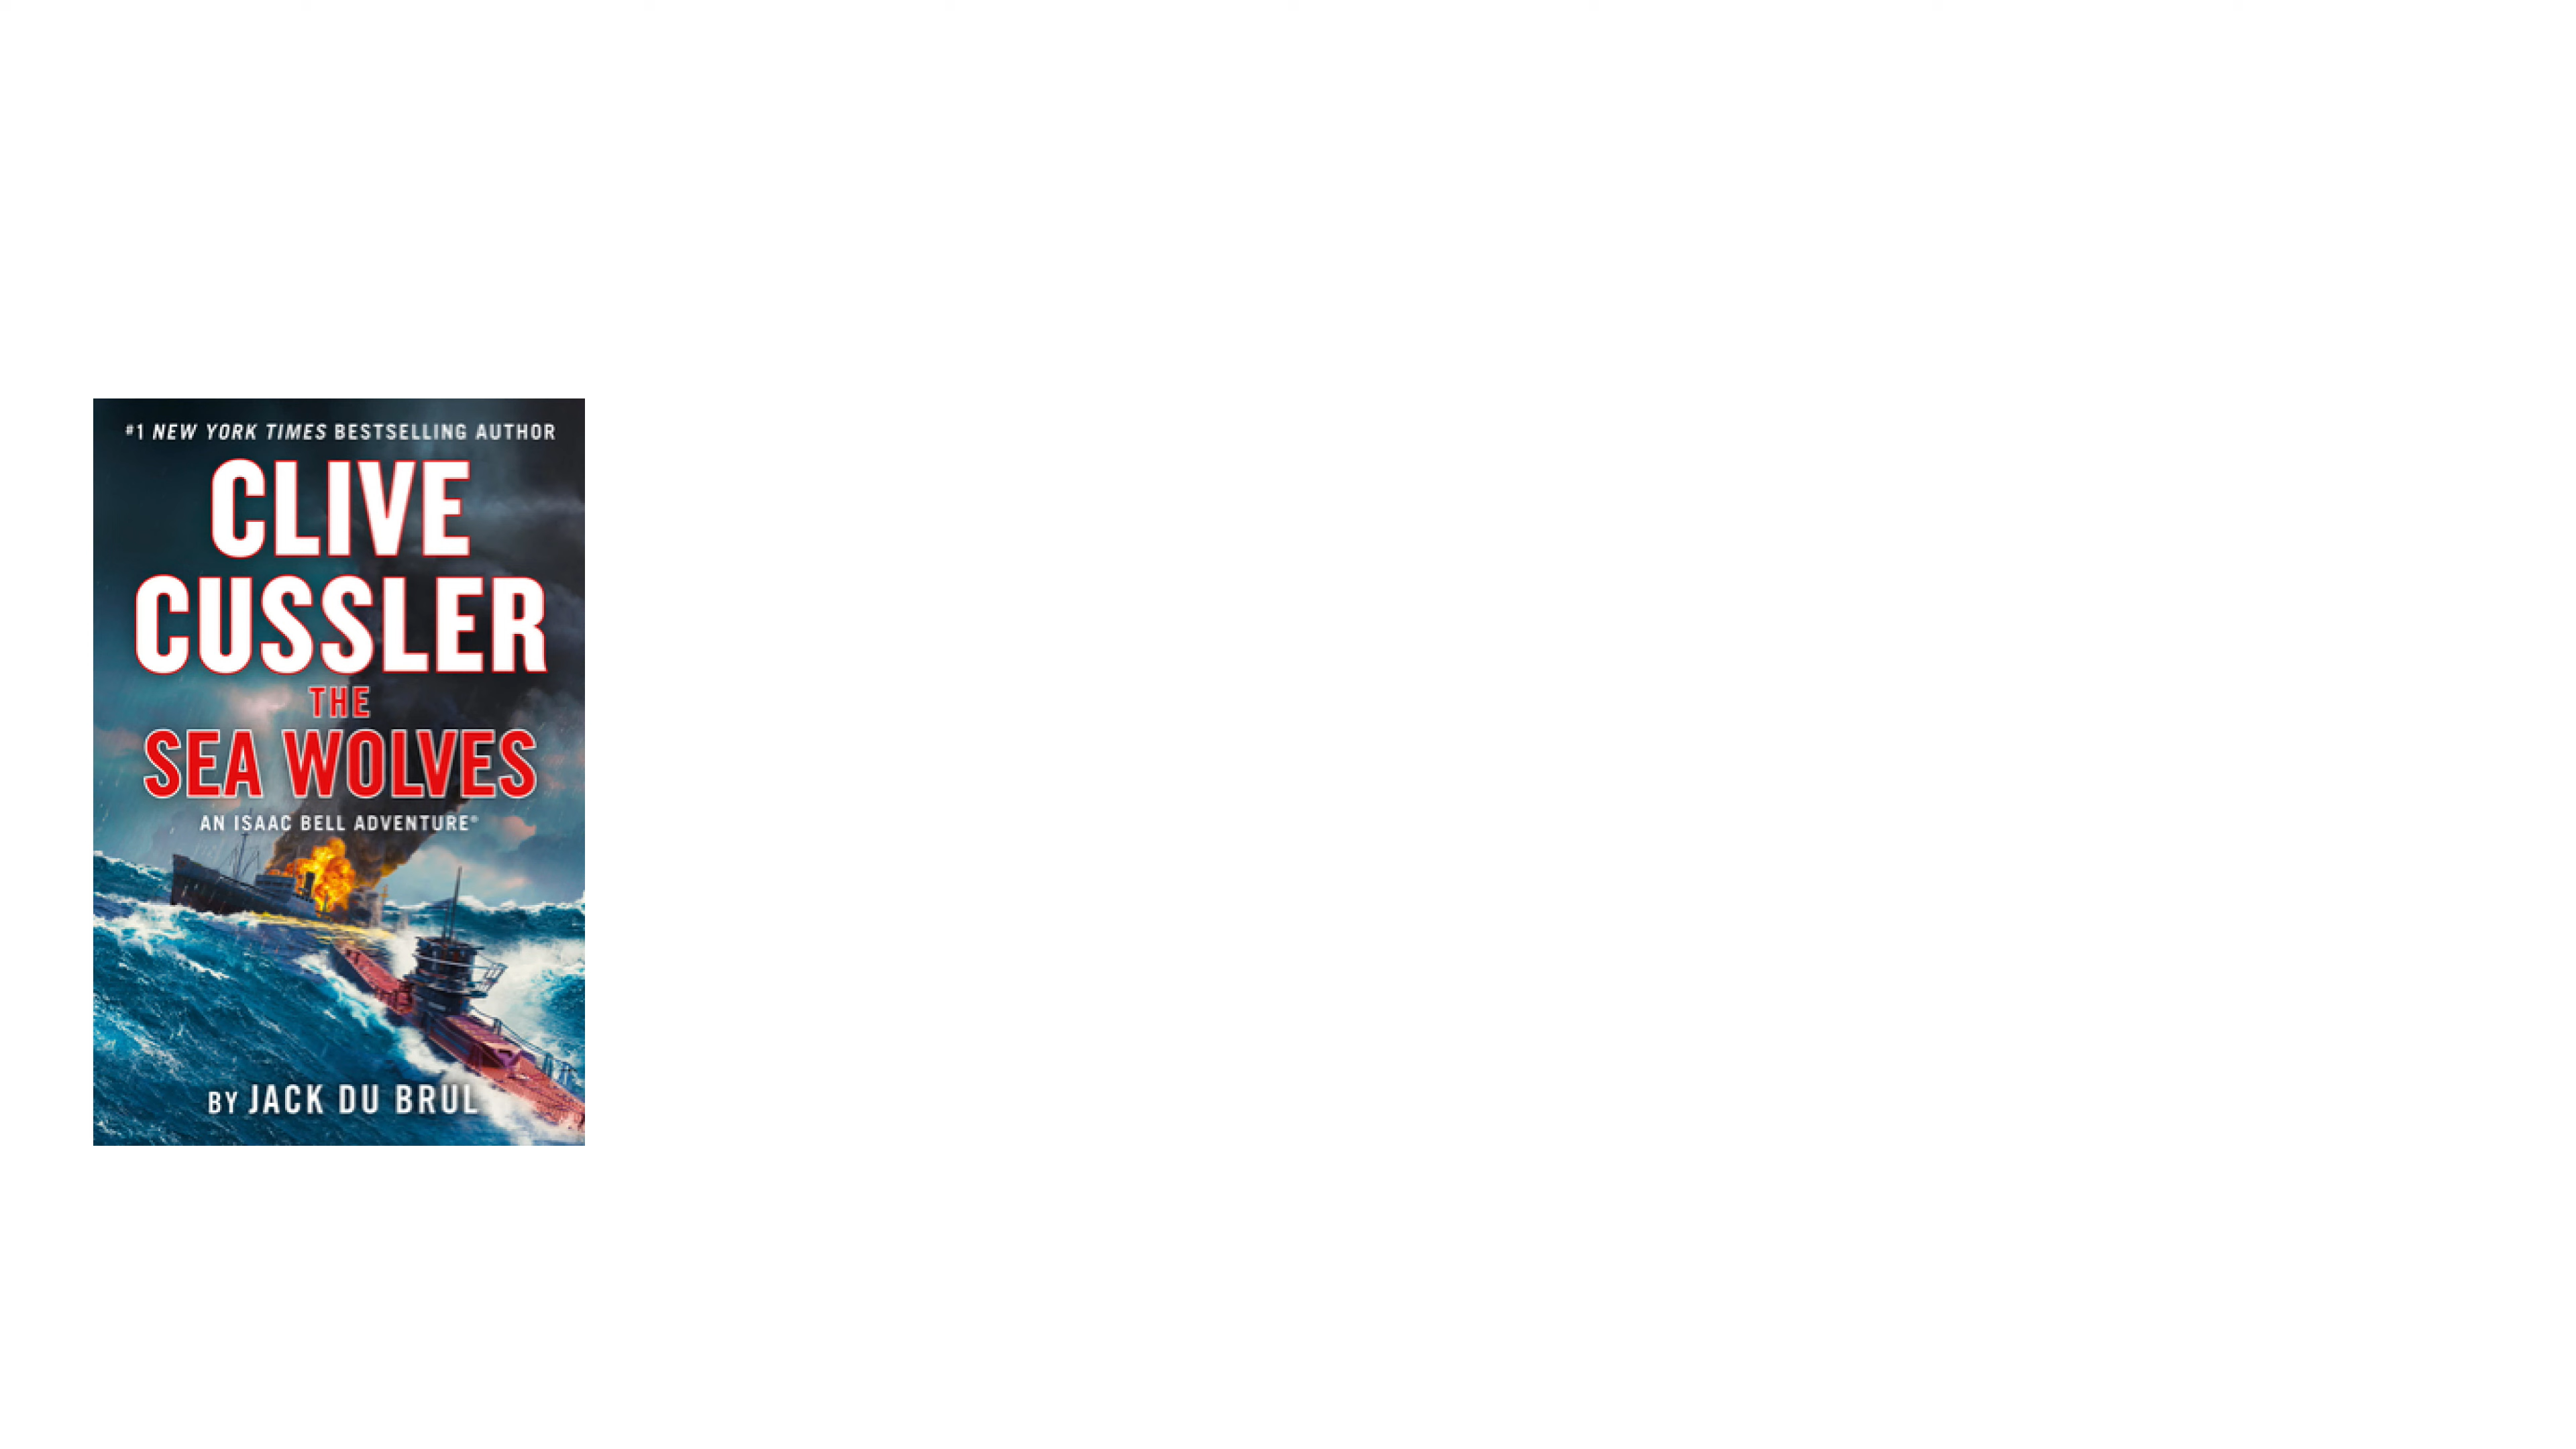 #1 NEW YORK TIMES BESTSELLING AUTHOR
CLIVE
CUSSLER
THE
SEA WOLVES
AN ISAAC BELL ADVENTURE®
BY JACK DU BRUL